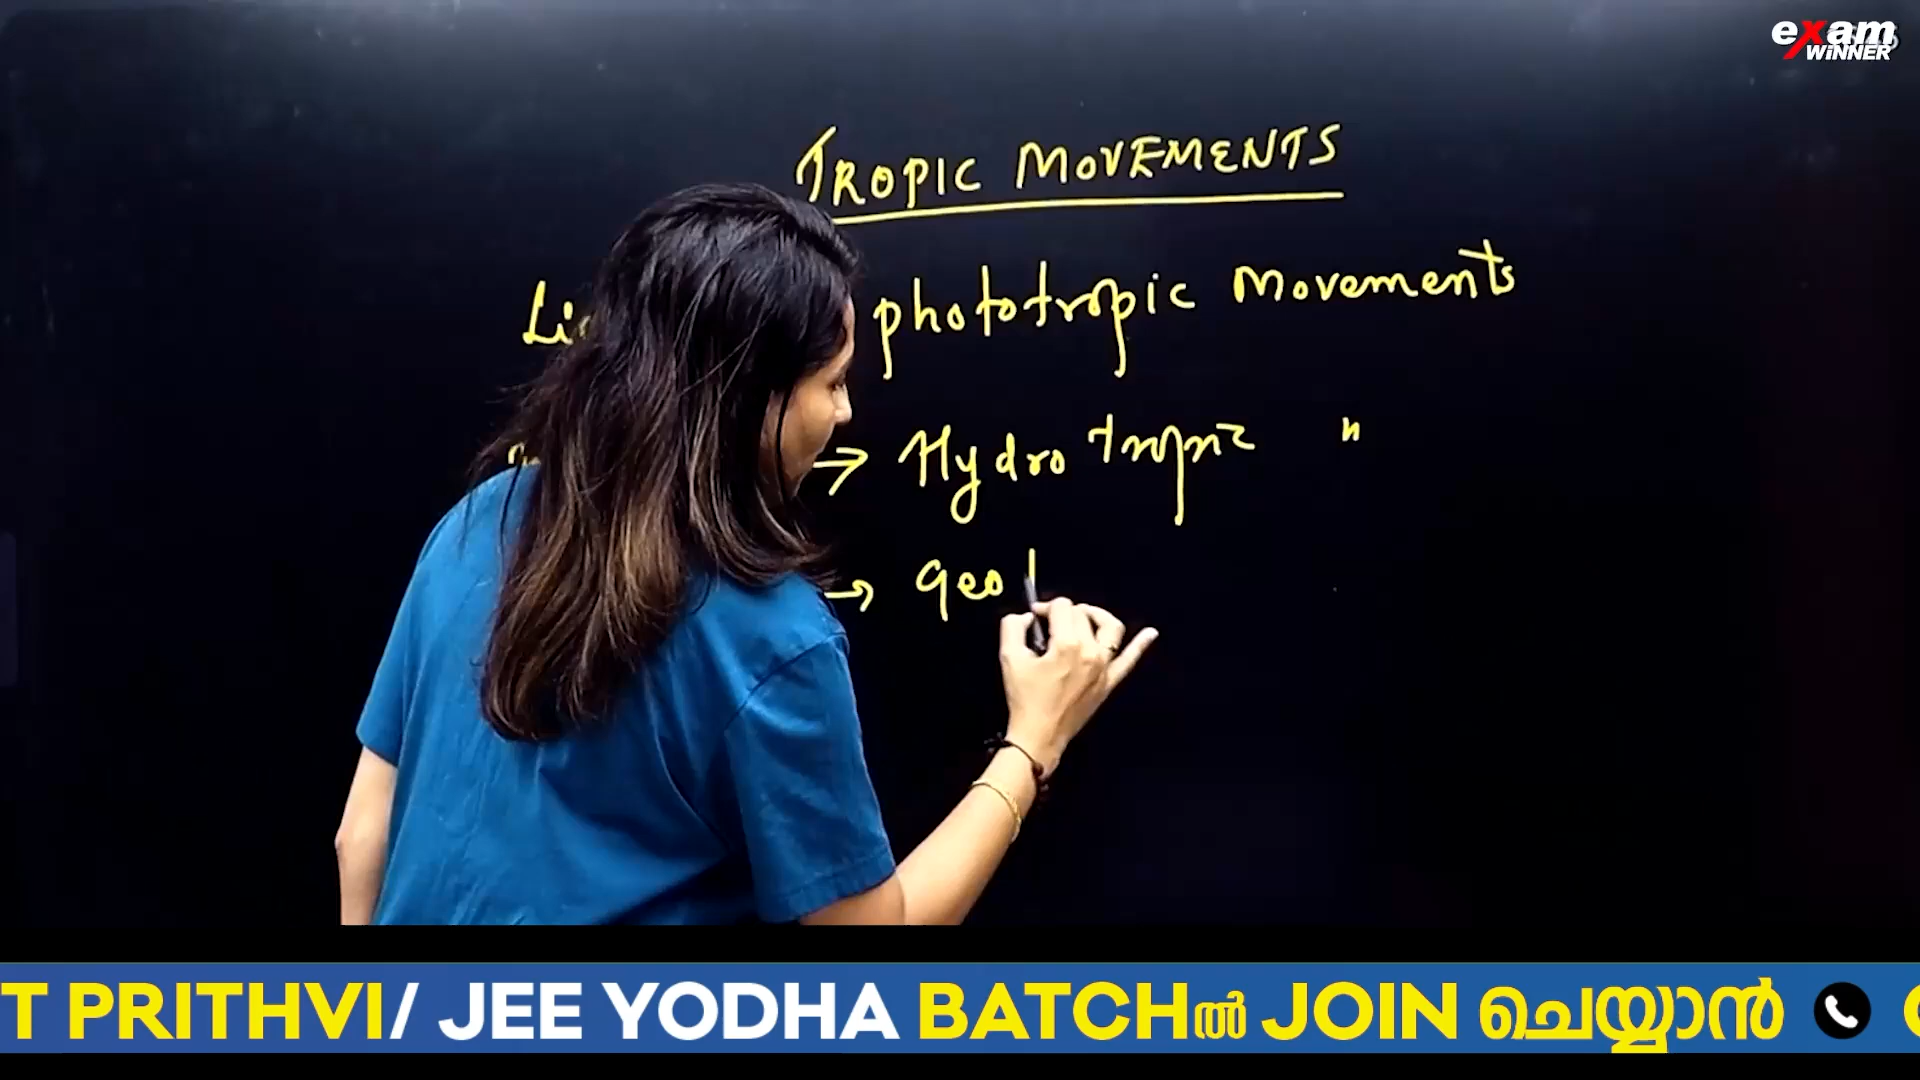 exam
WINNER
TROPIC MOVEMENTS
phototropic Movements
→ Hydrotropic "
→ Geo
T PRITHVI/ JEE YODHA BATCHൽ JOIN ചെയ്യാൻ